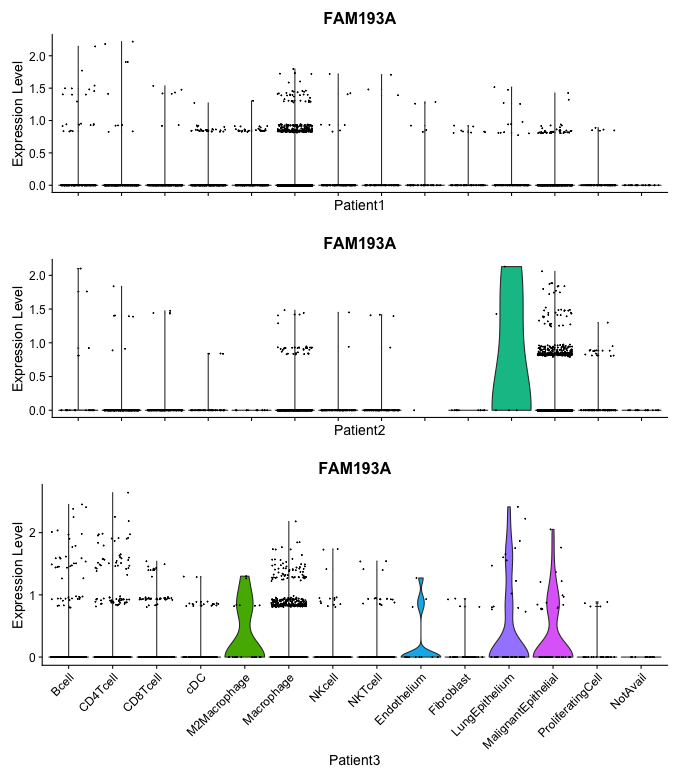 FAM193A
Expression Level
2.0
1.5
1.0
0.5
0.0
Patient1
FAM193A
Expression Level
2.0
1.5
1.0
0.5
0.0
Patient2
FAM193A
Expression Level
2
1
0
Bcell
CD4Tcell
CD8Tcell
cDC
M2Macrophage
Macrophage
NKcell
NKTcell
Endothelium
Fibroblast
LungEpithelium
MalignantEpithelial
ProliferatingCell
NotAvail
Patient3